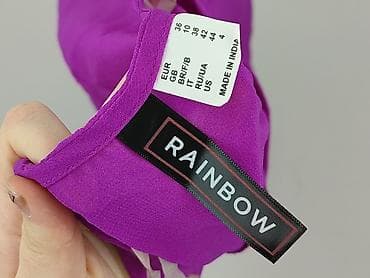 EUR 36
GB 10
BR/F/B 38
IT 42
RU/UA 44
US 4
MADE IN INDIA
RAINBOW